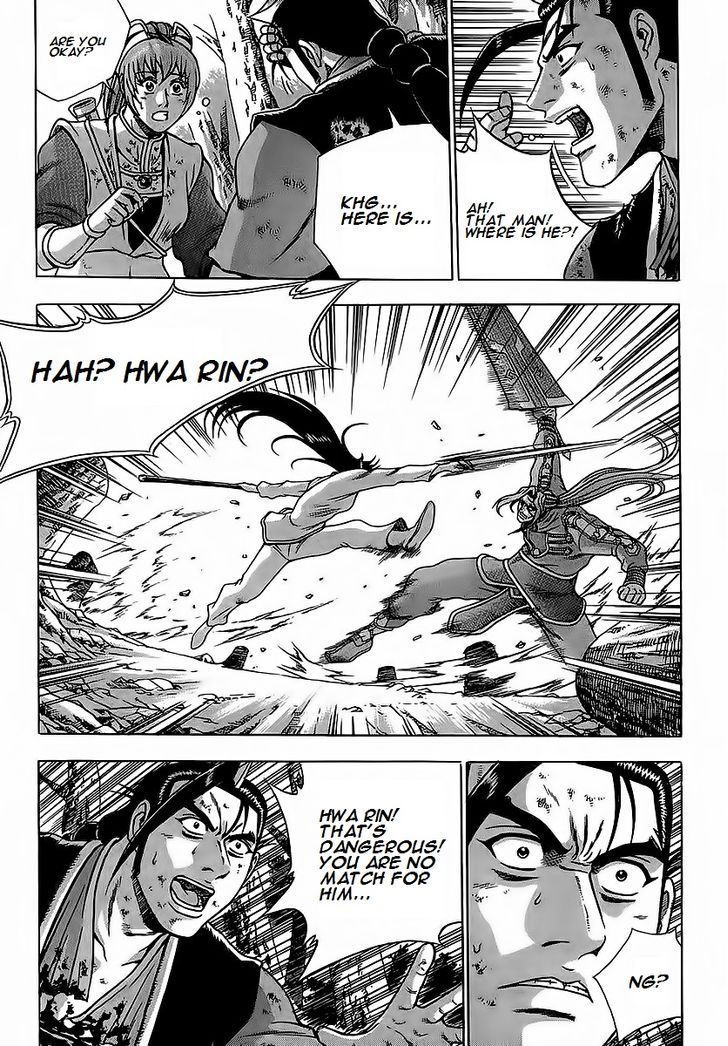 ARE YOU
OKAY?
KHG...
HERE IS...
AH!
THAT MAN!
WHERE IS HE?!
HAH? HWA RIN?
HWA RIN!
THAT'S
DANGEROUS!
YOU ARE NO
MATCH FOR
HIM...
NG?